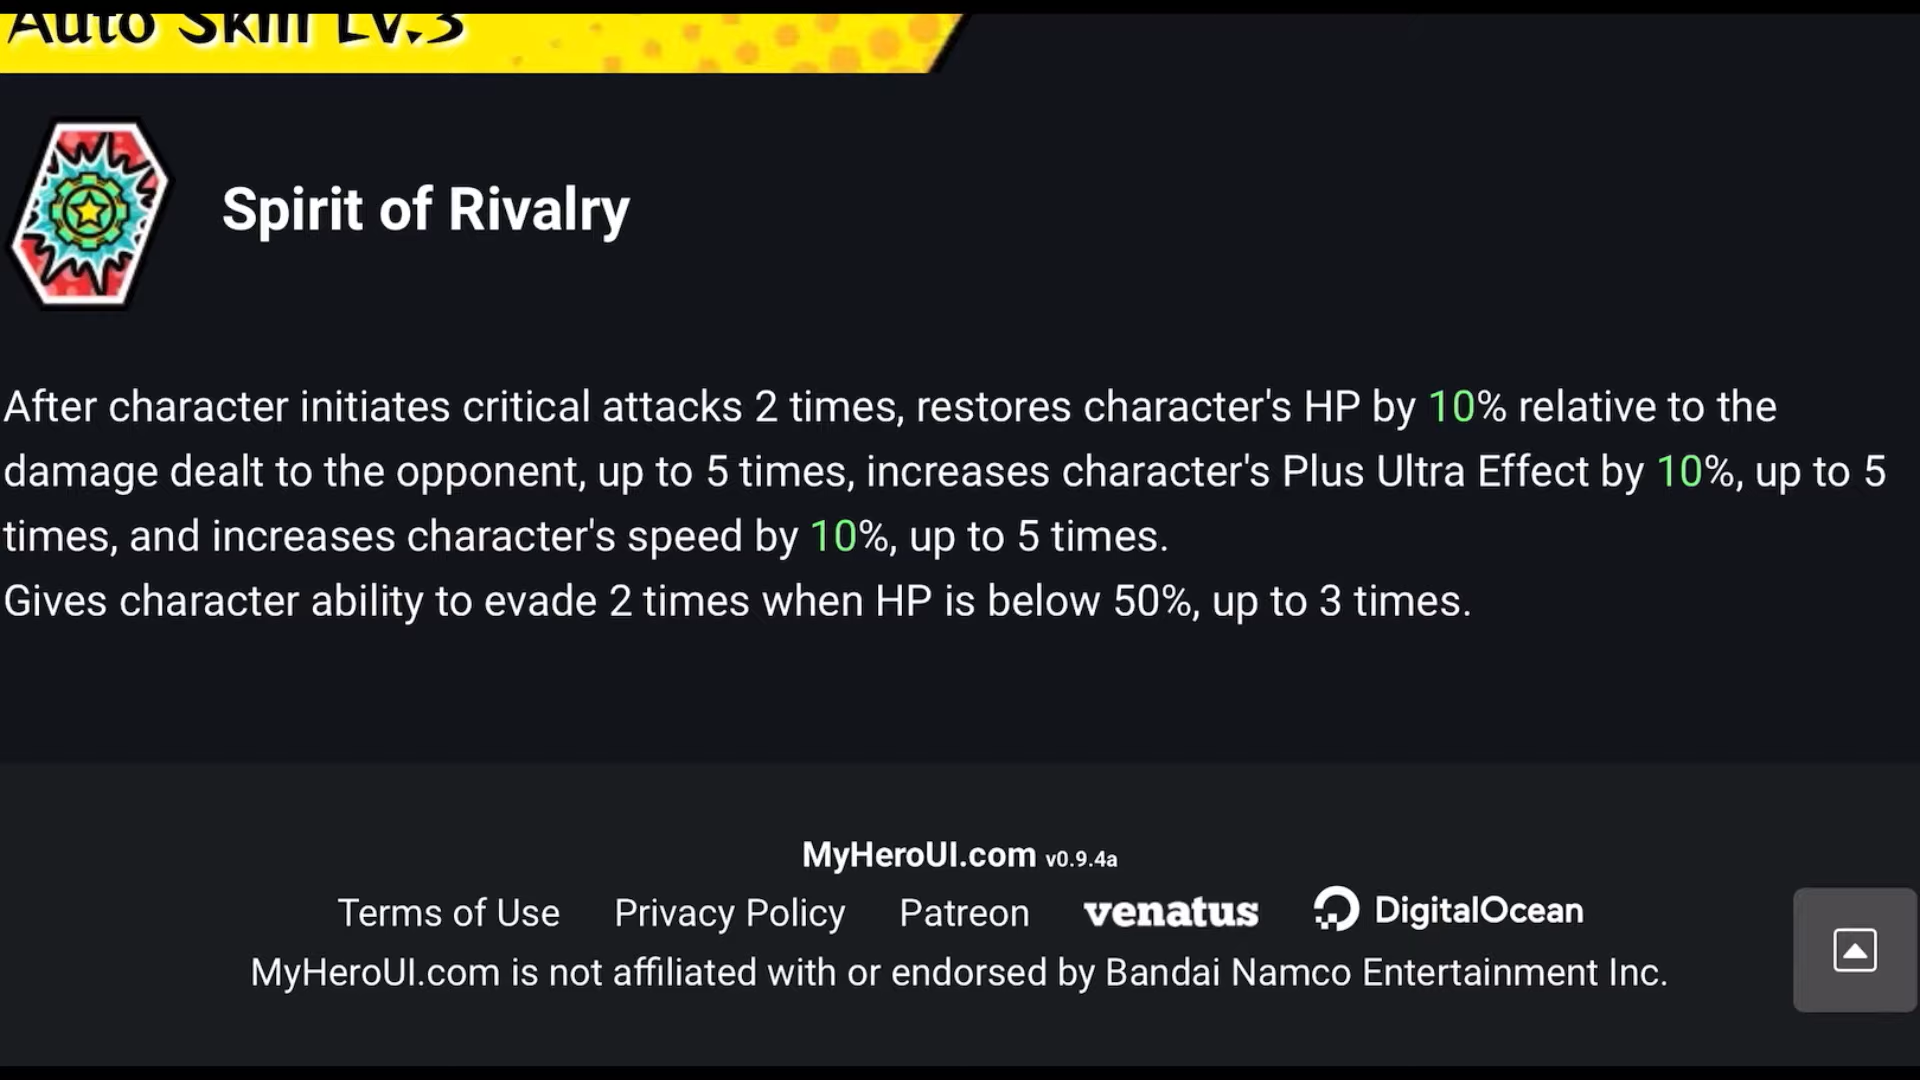 Auto Skill Lv.3
Spirit of Rivalry
After character initiates critical attacks 2 times, restores character's HP by 10% relative to the
damage dealt to the opponent, up to 5 times, increases character's Plus Ultra Effect by 10%, up to 5
times, and increases character's speed by 10%, up to 5 times.
Gives character ability to evade 2 times when HP is below 50%, up to 3 times.
MyHeroUI.com v0.9.4a
Terms of Use Privacy Policy Patreon venatus DigitalOcean
MyHeroUI.com is not affiliated with or endorsed by Bandai Namco Entertainment Inc.